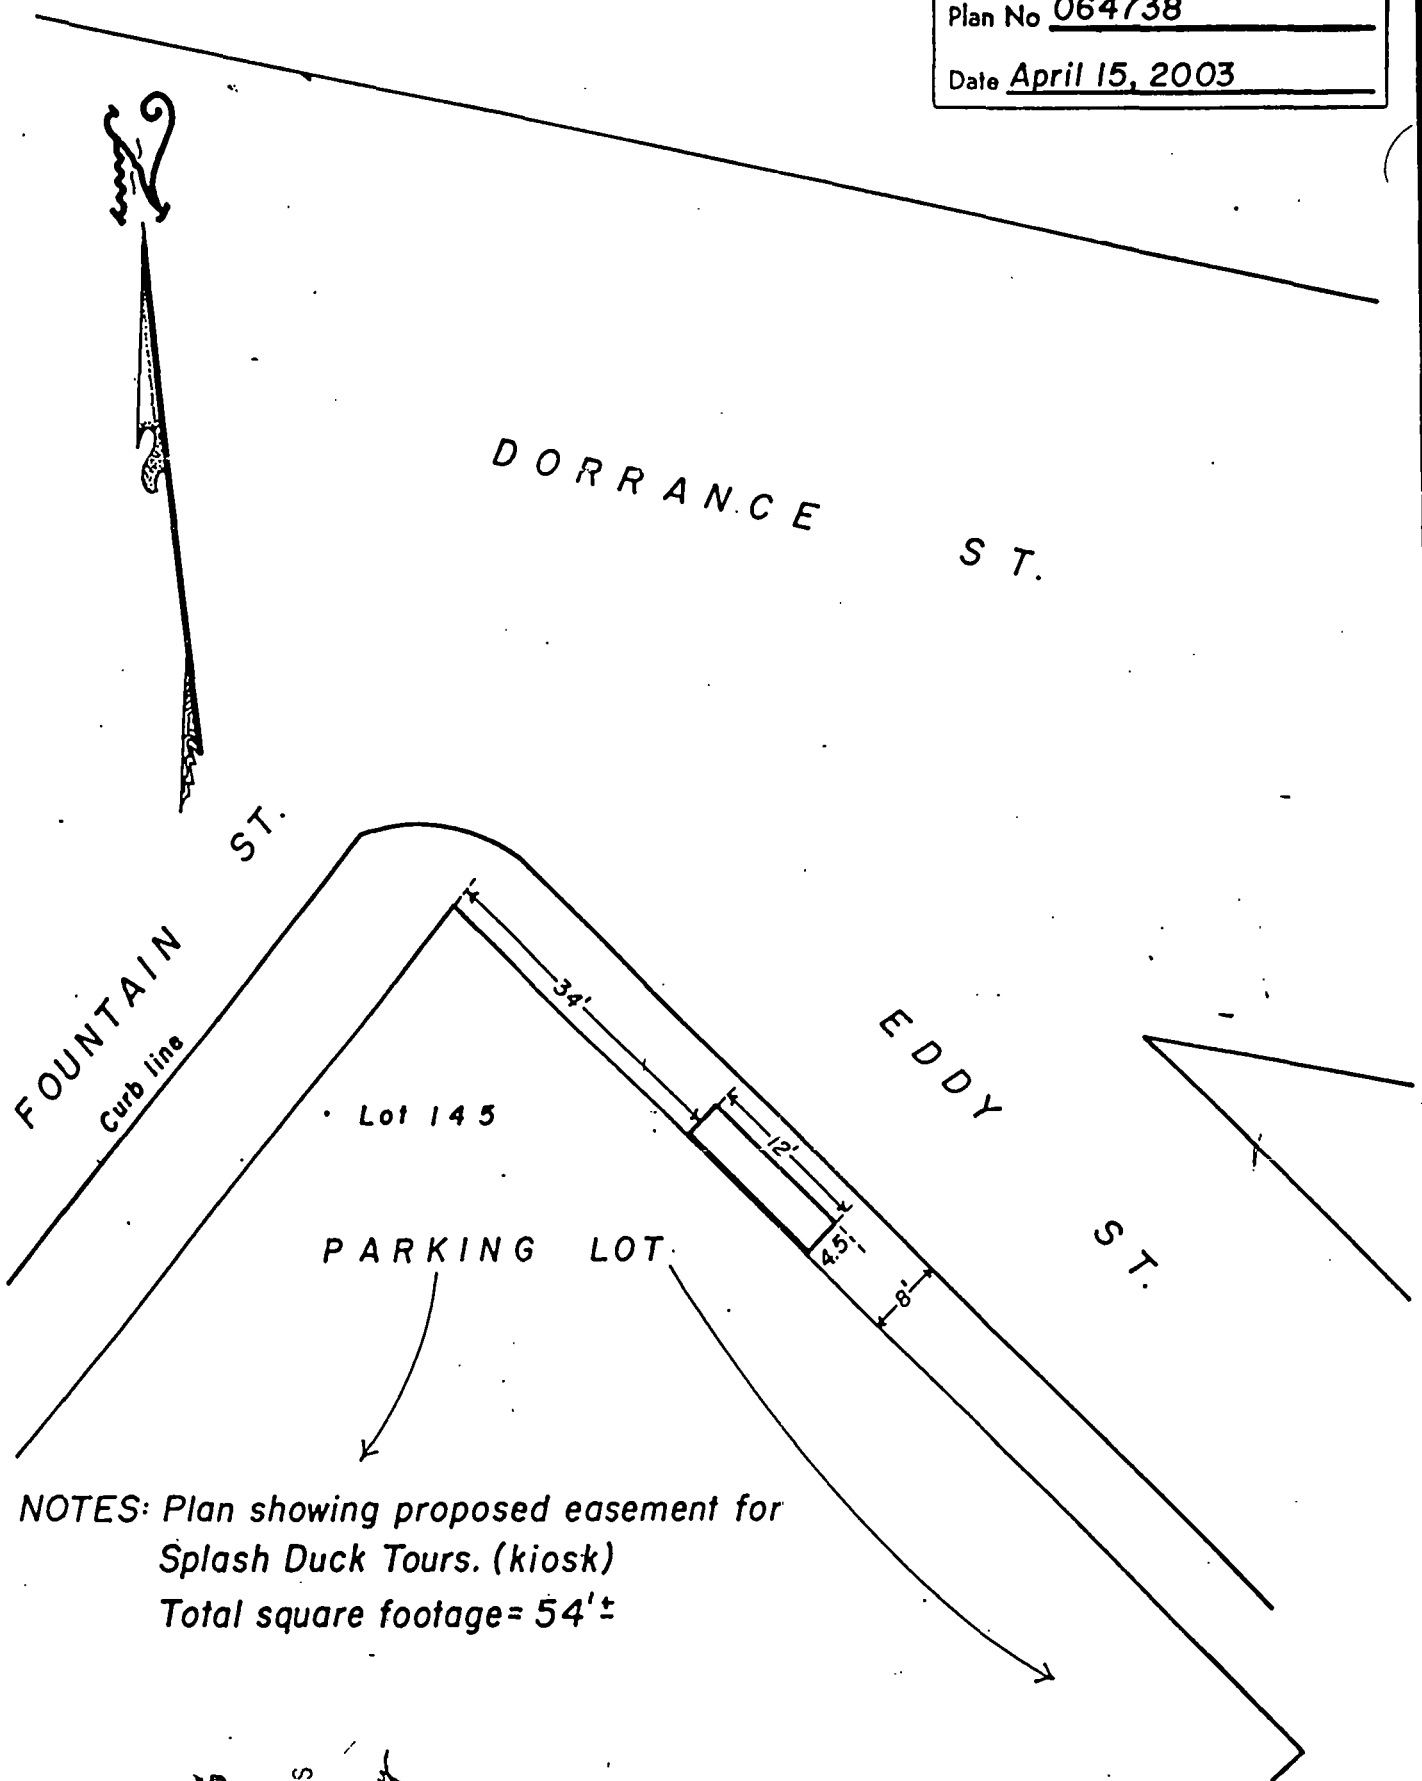 Plan No 064738
Date April 15, 2003
N
DORRANCE ST.
FOUNTAIN ST.
Curb line
34'
EDDY ST.
12'
4.5'
8'
Lot 145
PARKING LOT
NOTES: Plan showing proposed easement for
Splash Duck Tours. (kiosk)
Total square footage= 54'±